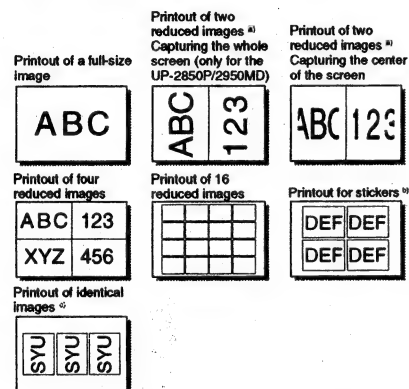 Printout of a full-size
image
ABC
Printout of two
reduced images a)
Capturing the whole
screen (only for the
UP-2850P/2950MD)
ABC
123
Printout of two
reduced images a)
Capturing the center
of the screen
ABC
123
Printout of four
reduced images
ABC 123
XYZ 456
Printout of 16
reduced images
Printout for stickers b)
DEF DEF
DEF DEF
Printout of identical
images c)
SYU SYU SYU